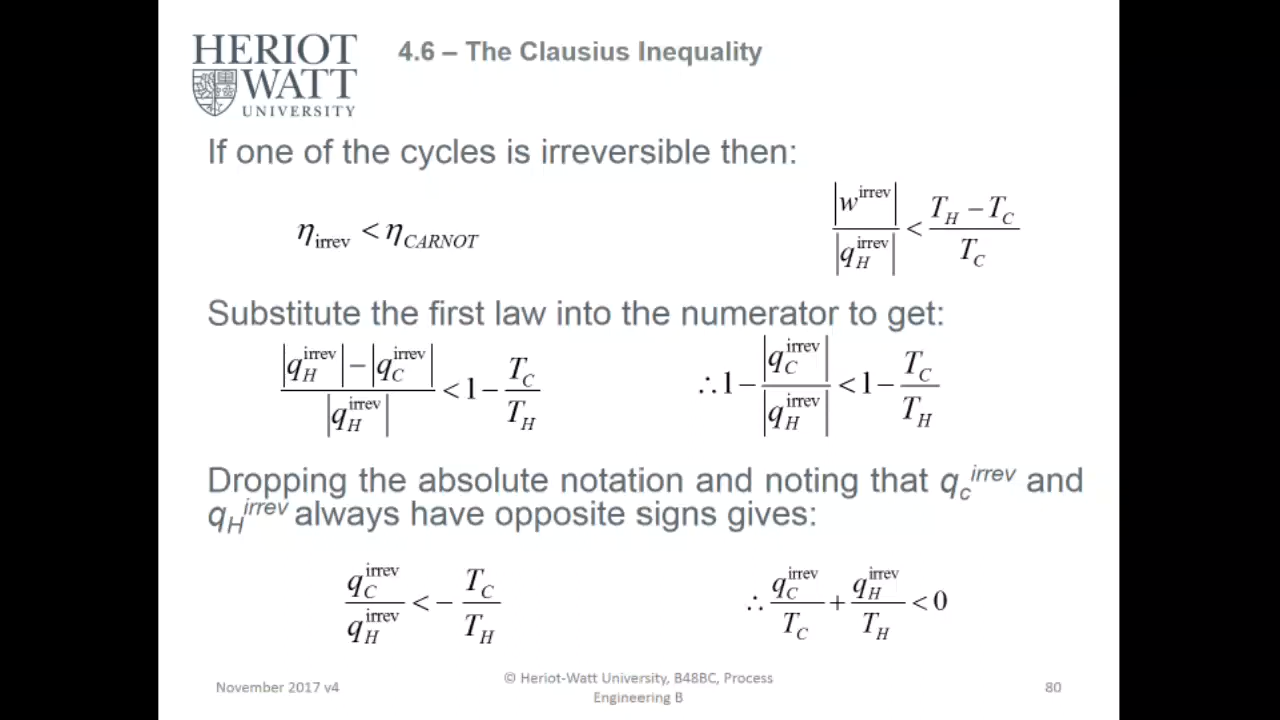 HERIOT
WATT
UNIVERSITY
4.6 – The Clausius Inequality
If one of the cycles is irreversible then:
η_irrev < η_CARNOT
|w^irrev| / |q_H^irrev| < (T_H − T_C) / T_C
Substitute the first law into the numerator to get:
(|q_H^irrev| − |q_C^irrev|) / |q_H^irrev| < 1 − T_C / T_H
∴ 1 − |q_C^irrev| / |q_H^irrev| < 1 − T_C / T_H
Dropping the absolute notation and noting that q_c^irrev and
q_H^irrev always have opposite signs gives:
q_C^irrev / q_H^irrev < − T_C / T_H
∴ q_C^irrev / T_C + q_H^irrev / T_H < 0
November 2017 v4
© Heriot-Watt University, B48BC, Process
Engineering B
80